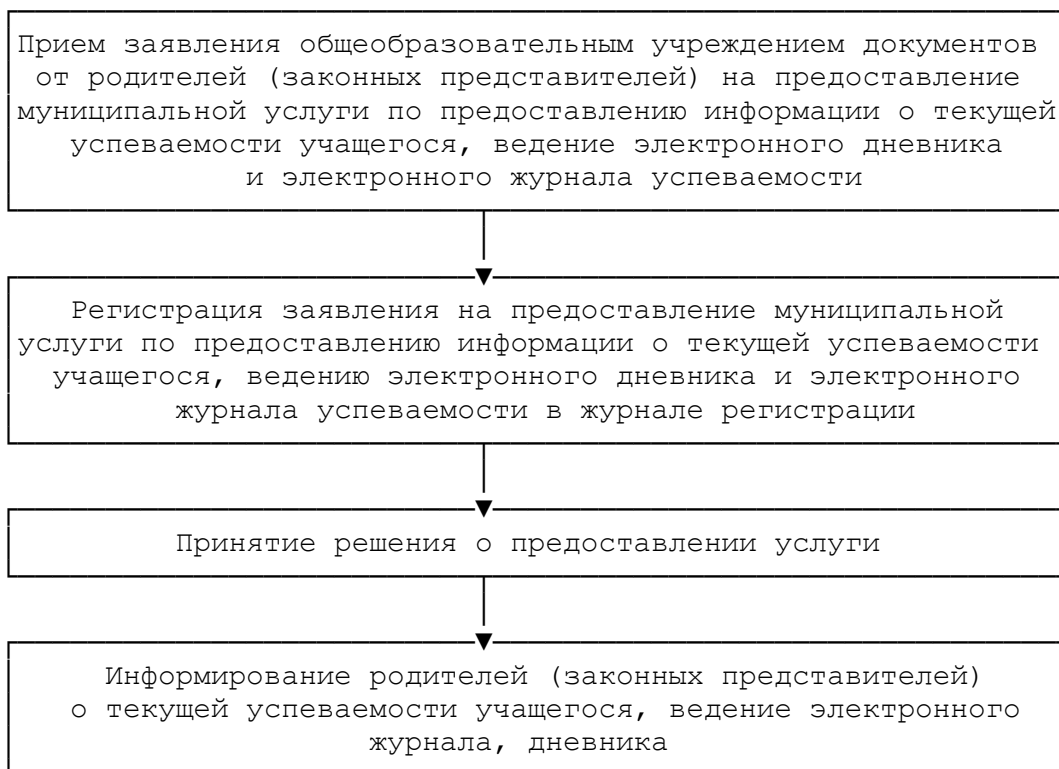 Прием заявления общеобразовательным учреждением документов
от родителей (законных представителей) на предоставление
муниципальной услуги по предоставлению информации о текущей
успеваемости учащегося, ведение электронного дневника
и электронного журнала успеваемости
Регистрация заявления на предоставление муниципальной
услуги по предоставлению информации о текущей успеваемости
учащегося, ведению электронного дневника и электронного
журнала успеваемости в журнале регистрации
Принятие решения о предоставлении услуги
Информирование родителей (законных представителей)
о текущей успеваемости учащегося, ведение электронного
журнала, дневника